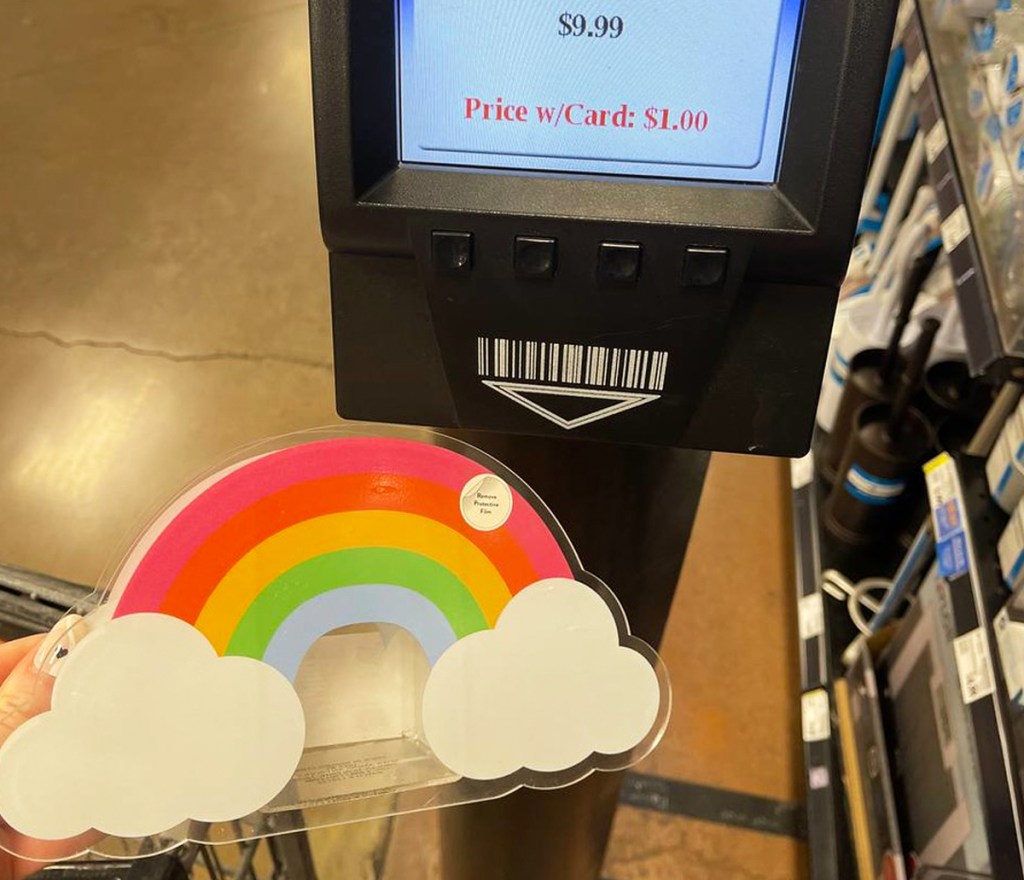 $9.99
Price w/Card: $1.00
Remove
Protective
Film